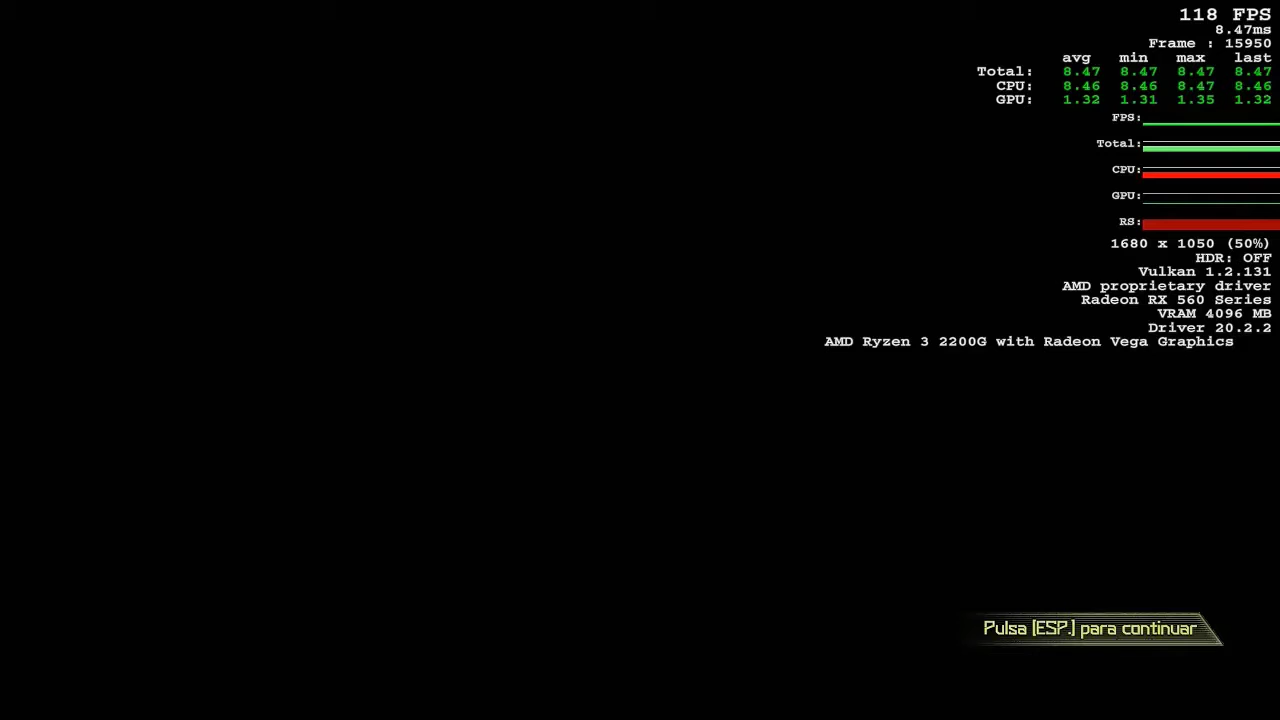 118 FPS
8.47ms
Frame : 15950
avg min max last
Total: 8.47 8.47 8.47 8.47
CPU: 8.46 8.46 8.47 8.46
GPU: 1.32 1.31 1.35 1.32
FPS:
Total:
CPU:
GPU:
RS:
1680 x 1050 (50%)
HDR: OFF
Vulkan 1.2.131
AMD proprietary driver
Radeon RX 560 Series
VRAM 4096 MB
Driver 20.2.2
AMD Ryzen 3 2200G with Radeon Vega Graphics
Pulsa [ESP.] para continuar